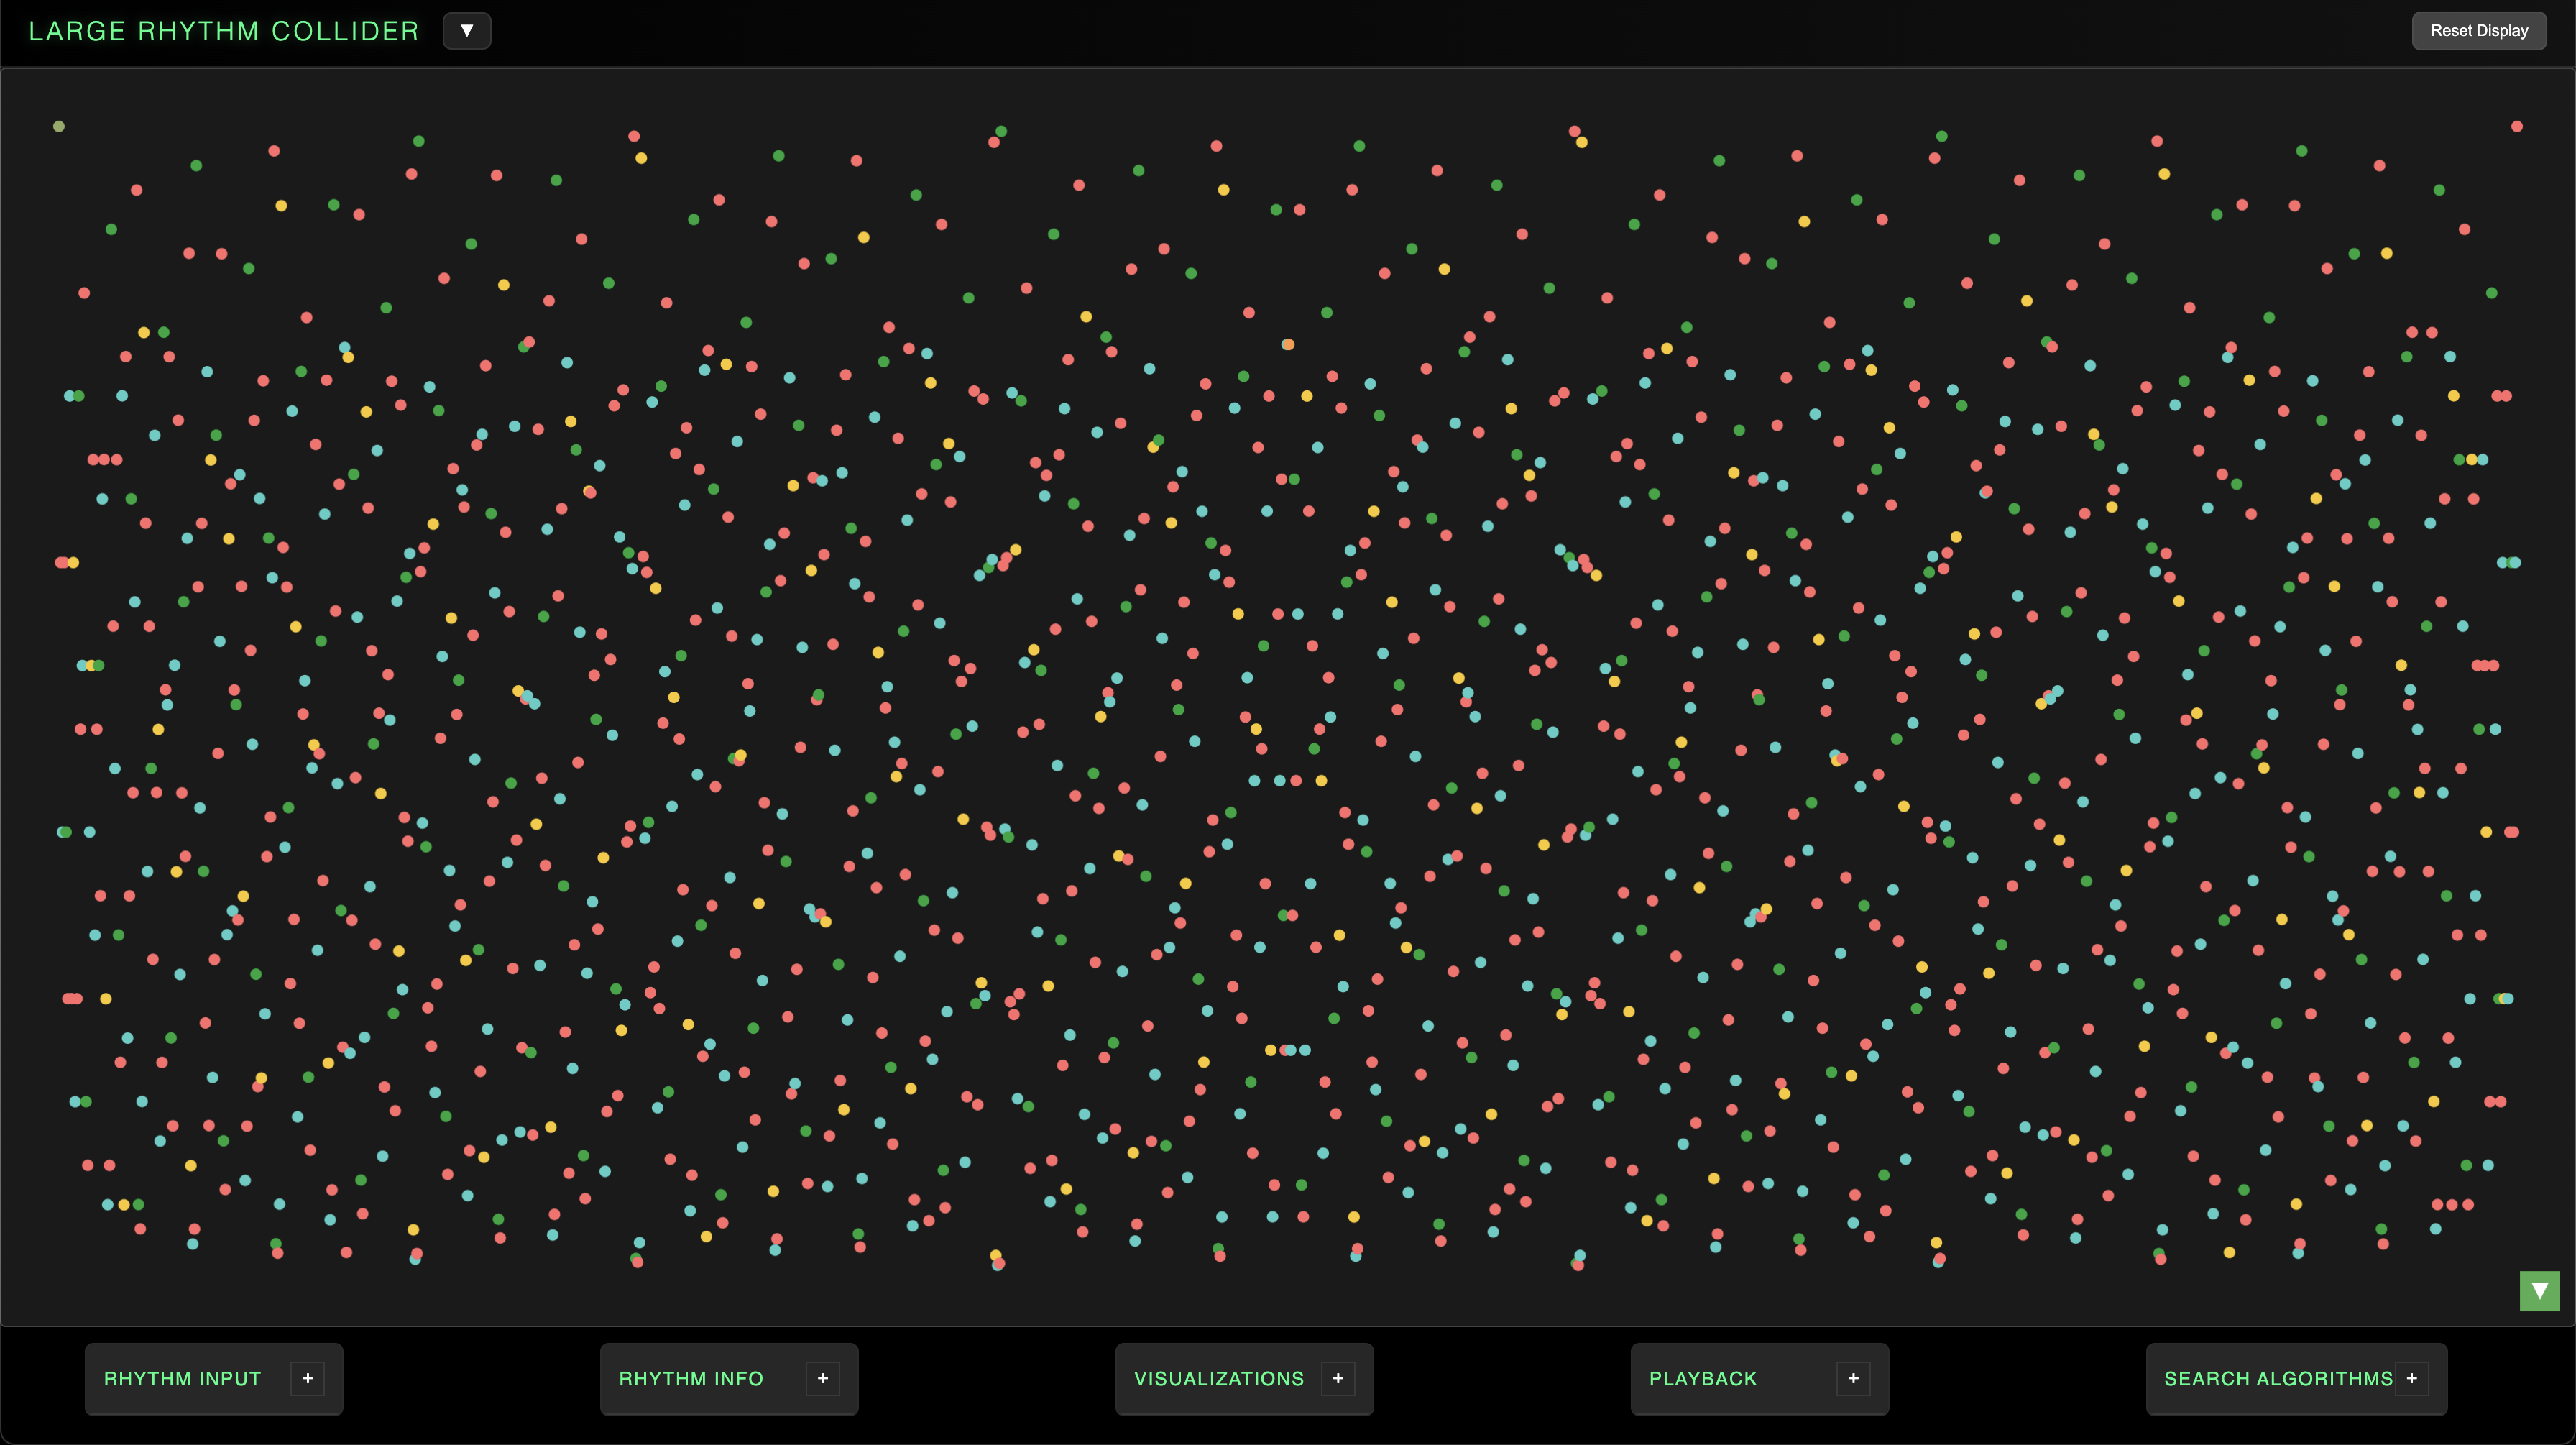 LARGE RHYTHM COLLIDER ▼
Reset Display
▼
RHYTHM INPUT +
RHYTHM INFO +
VISUALIZATIONS +
PLAYBACK +
SEARCH ALGORITHMS +